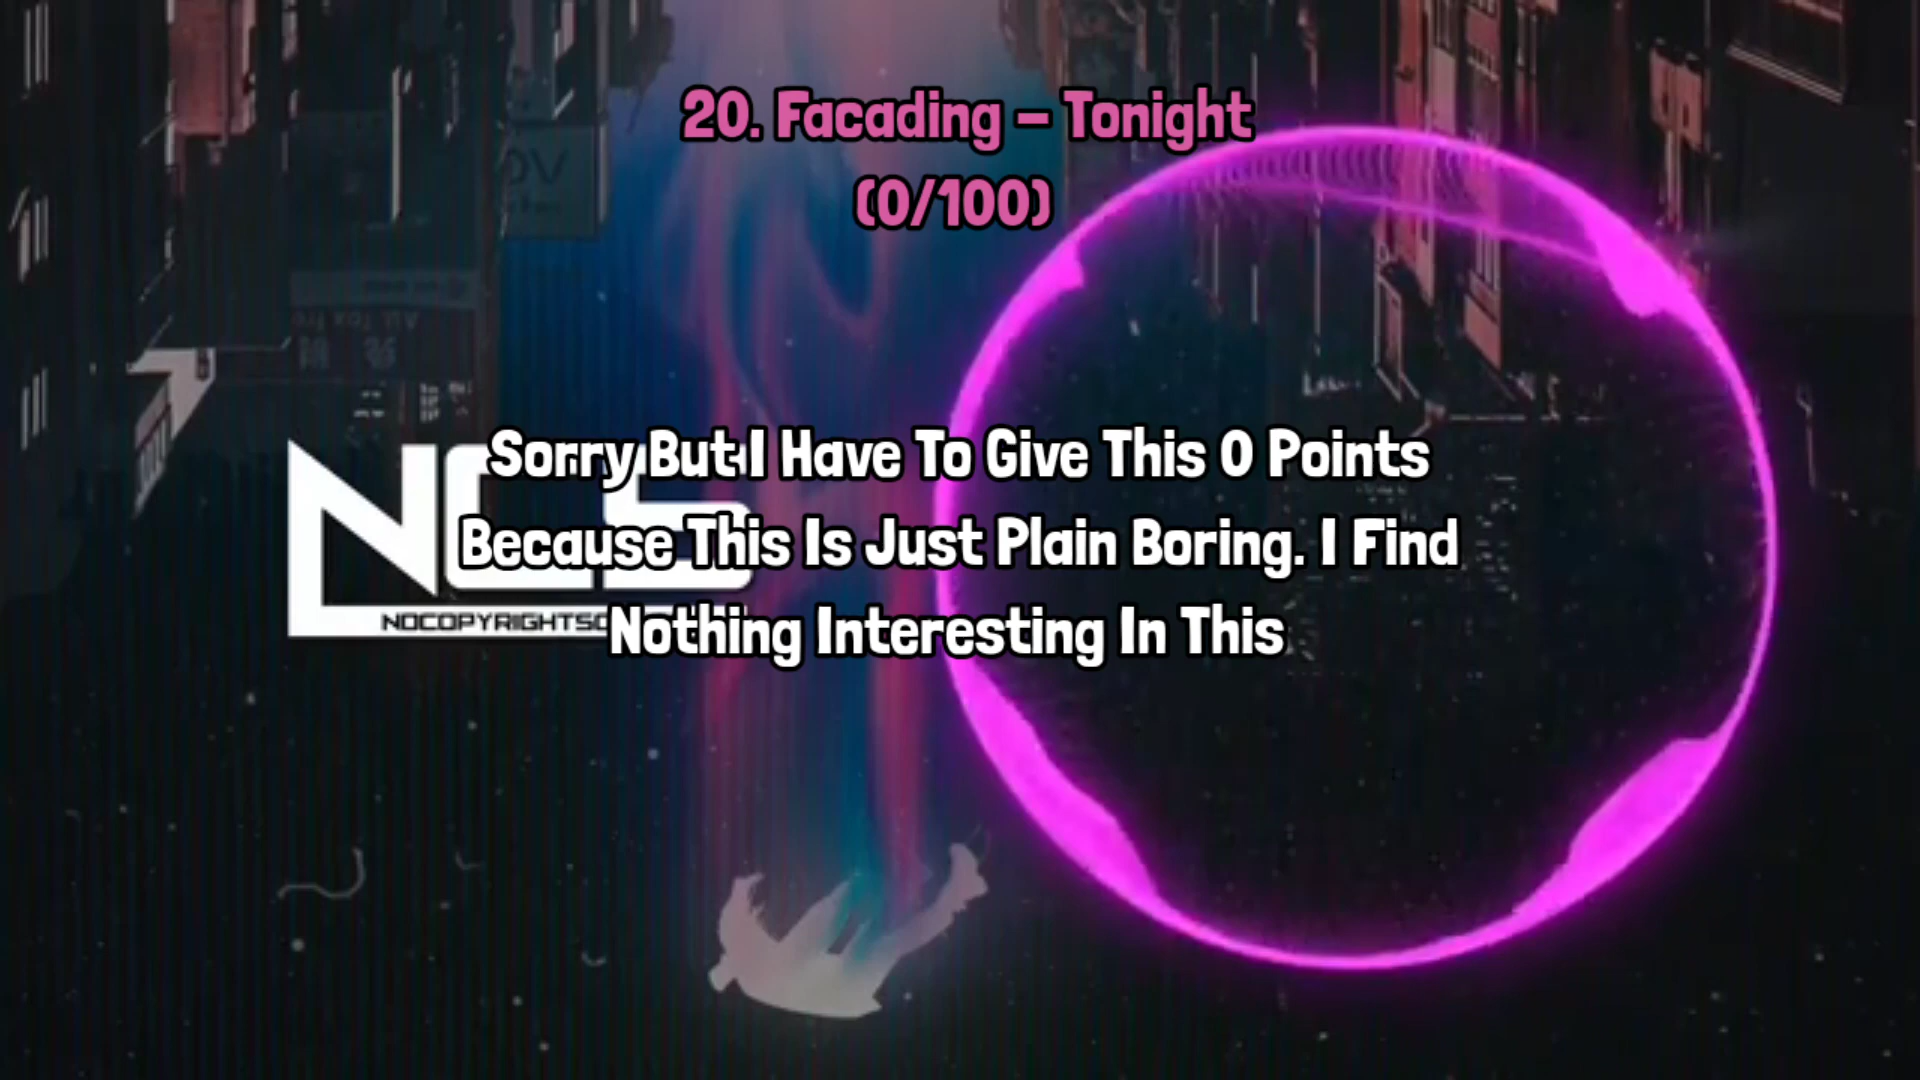 20. Facading – Tonight
(0/100)
Sorry But I Have To Give This 0 Points
Because This Is Just Plain Boring. I Find
Nothing Interesting In This
NCS